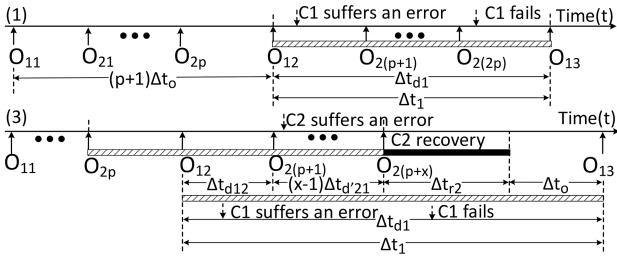 (1) C1 suffers an error C1 fails Time(t)
O11 O21 ••• O2p O12 O2(p+1) ••• O2(2p) O13
(p+1)Δto Δtd1
Δt1
(3) C2 suffers an error Time(t)
C2 recovery
O11 ••• O2p O12 O2(p+1) ••• O2(p+x) O13
Δtd12 (x-1)Δtd'21 Δtr2 Δto
C1 suffers an error Δtd1 C1 fails
Δt1